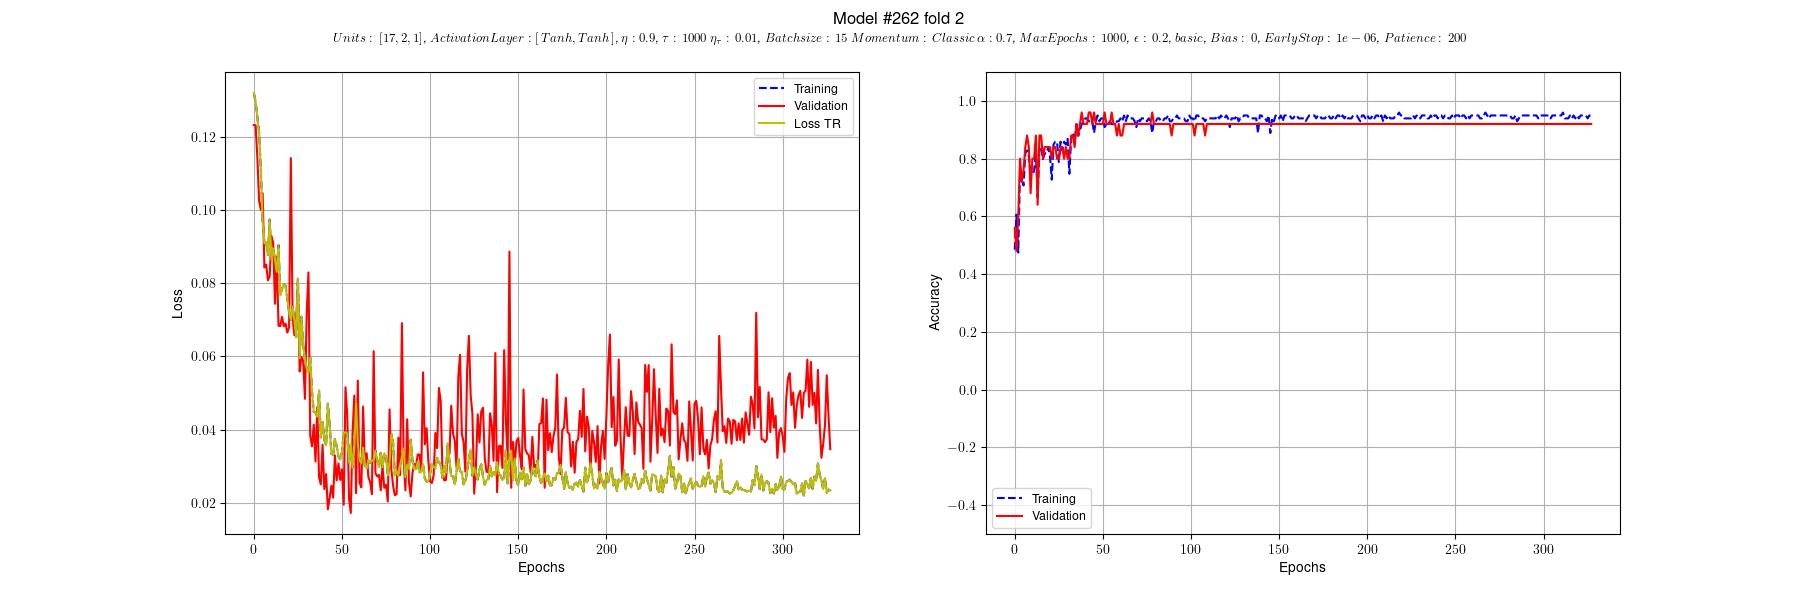 Model #262 fold 2
Units : [17, 2, 1], ActivationLayer : [Tanh, Tanh], η : 0.9, τ : 1000 ητ : 0.01, Batchsize : 15 Momentum : Classic α : 0.7, MaxEpochs : 1000, ϵ : 0.2, basic, Bias : 0, EarlyStop : 1e − 06, Patience : 200
Training
Validation
Loss TR
0.12
0.10
0.08
0.06
0.04
0.02
Loss
0 50 100 150 200 250 300
Epochs
1.0
0.8
0.6
0.4
0.2
0.0
−0.2
−0.4
Accuracy
Training
Validation
0 50 100 150 200 250 300
Epochs